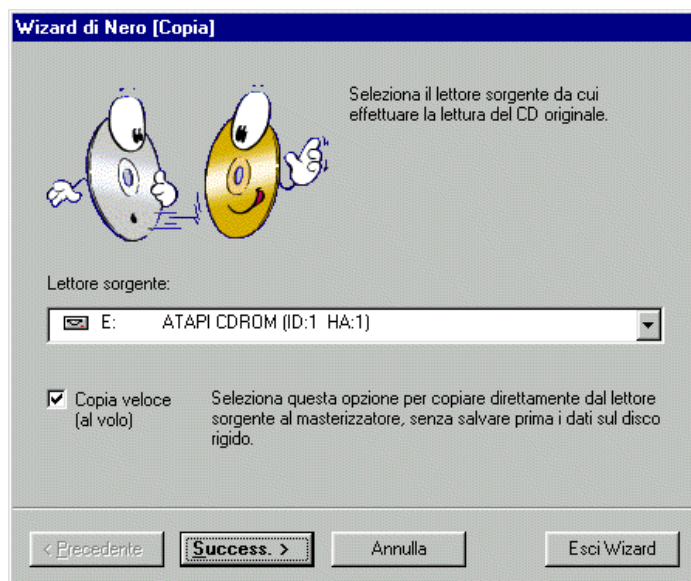 Wizard di Nero [Copia]
Seleziona il lettore sorgente da cui
effettuare la lettura del CD originale.
Lettore sorgente:
E: ATAPI CDROM (ID:1 HA:1)
Copia veloce
(al volo)
Seleziona questa opzione per copiare direttamente dal lettore
sorgente al masterizzatore, senza salvare prima i dati sul disco
rigido.
< Precedente
Success. >
Annulla
Esci Wizard